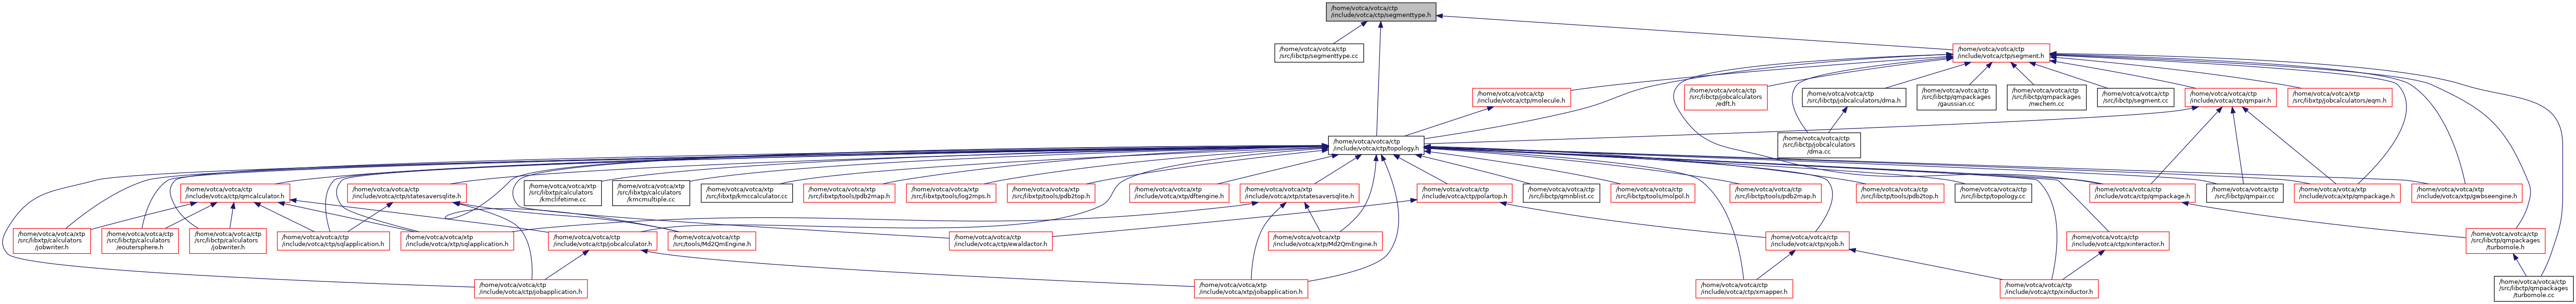 /home/votca/votca/ctp
/include/votca/ctp/segmenttype.h
/home/votca/votca/ctp
/src/libctp/segmenttype.cc
/home/votca/votca/ctp
/include/votca/ctp/segment.h
/home/votca/votca/ctp
/include/votca/ctp/molecule.h
/home/votca/votca/ctp
/src/libctp/jobcalculators
/edft.h
/home/votca/votca/ctp
/src/libctp/jobcalculators/dma.h
/home/votca/votca/ctp
/src/libctp/qmpackages
/gaussian.cc
/home/votca/votca/ctp
/src/libctp/qmpackages
/nwchem.cc
/home/votca/votca/ctp
/src/libctp/segment.cc
/home/votca/votca/ctp
/include/votca/ctp/qmpair.h
/home/votca/votca/xtp
/src/libxtp/jobcalculators/eqm.h
/home/votca/votca/ctp
/include/votca/ctp/topology.h
/home/votca/votca/ctp
/src/libctp/jobcalculators
/dma.cc
/home/votca/votca/ctp
/include/votca/ctp/qmcalculator.h
/home/votca/votca/ctp
/include/votca/ctp/statesaversqlite.h
/home/votca/votca/xtp
/src/libxtp/calculators
/kmclifetime.cc
/home/votca/votca/xtp
/src/libxtp/calculators
/kmcmultiple.cc
/home/votca/votca/xtp
/src/libxtp/kmccalculator.cc
/home/votca/votca/xtp
/src/libxtp/tools/pdb2map.h
/home/votca/votca/xtp
/src/libxtp/tools/log2mps.h
/home/votca/votca/xtp
/src/libxtp/tools/pdb2top.h
/home/votca/votca/xtp
/include/votca/xtp/dftengine.h
/home/votca/votca/xtp
/include/votca/xtp/statesaversqlite.h
/home/votca/votca/ctp
/include/votca/ctp/polartop.h
/home/votca/votca/ctp
/src/libctp/qmnblist.cc
/home/votca/votca/ctp
/src/libctp/tools/molpol.h
/home/votca/votca/ctp
/src/libctp/tools/pdb2map.h
/home/votca/votca/ctp
/src/libctp/tools/pdb2top.h
/home/votca/votca/ctp
/src/libctp/topology.cc
/home/votca/votca/ctp
/include/votca/ctp/qmpackage.h
/home/votca/votca/ctp
/src/libctp/qmpair.cc
/home/votca/votca/xtp
/include/votca/xtp/qmpackage.h
/home/votca/votca/xtp
/include/votca/xtp/gwbseengine.h
/home/votca/votca/xtp
/src/libxtp/calculators
/jobwriter.h
/home/votca/votca/ctp
/src/libctp/calculators
/eoutersphere.h
/home/votca/votca/ctp
/src/libctp/calculators
/jobwriter.h
/home/votca/votca/ctp
/include/votca/ctp/sqlapplication.h
/home/votca/votca/xtp
/include/votca/xtp/sqlapplication.h
/home/votca/votca/ctp
/include/votca/ctp/jobcalculator.h
/home/votca/votca/ctp
/src/tools/Md2QmEngine.h
/home/votca/votca/ctp
/include/votca/ctp/ewaldactor.h
/home/votca/votca/xtp
/include/votca/xtp/Md2QmEngine.h
/home/votca/votca/ctp
/include/votca/ctp/xjob.h
/home/votca/votca/ctp
/include/votca/ctp/xinteractor.h
/home/votca/votca/ctp
/src/libctp/qmpackages
/turbomole.h
/home/votca/votca/ctp
/include/votca/ctp/jobapplication.h
/home/votca/votca/xtp
/include/votca/xtp/jobapplication.h
/home/votca/votca/ctp
/include/votca/ctp/xmapper.h
/home/votca/votca/ctp
/include/votca/ctp/xinductor.h
/home/votca/votca/ctp
/src/libctp/qmpackages
/turbomole.cc